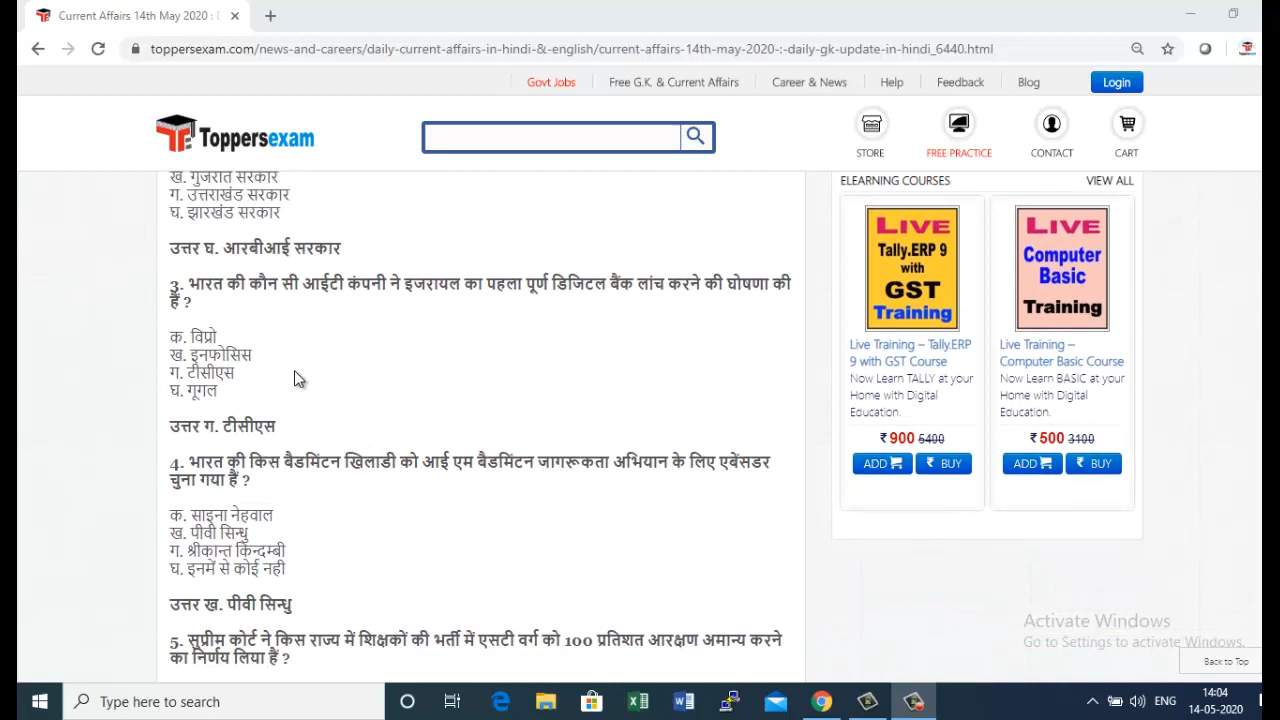 Current Affairs 14th May 2020 : D
toppersexam.com/news-and-careers/daily-current-affairs-in-hindi-&-english/current-affairs-14th-may-2020-:-daily-gk-update-in-hindi_6440.html
Govt Jobs
Free G.K. & Current Affairs
Career & News
Help
Feedback
Blog
Login
Toppersexam
STORE
FREE PRACTICE
CONTACT
CART
ख. गुजरात सरकार
ग. उत्तराखंड सरकार
घ. झारखंड सरकार
उत्तर घ. आरबीआई सरकार
3. भारत की कौन सी आईटी कंपनी ने इजरायल का पहला पूर्ण डिजिटल बैंक लांच करने की घोषणा की
हैं ?
क. विप्रो
ख. इनफोसिस
ग. टीसीएस
घ. गूगल
उत्तर ग. टीसीएस
4. भारत की किस बैडमिंटन खिलाडी को आई एम बैडमिंटन जागरूकता अभियान के लिए एबेंसडर
चुना गया हैं ?
क. साइना नेहवाल
ख. पीवी सिन्धु
ग. श्रीकान्त किन्दम्बी
घ. इनमें से कोई नही
उत्तर ख. पीवी सिन्धु
5. सुप्रीम कोर्ट ने किस राज्य में शिक्षकों की भर्ती में एसटी वर्ग को 100 प्रतिशत आरक्षण अमान्य करने
का निर्णय लिया हैं ?
ELEARNING COURSES
VIEW ALL
LIVE
Tally.ERP 9
with
GST
Training
Live Training – Tally.ERP
9 with GST Course
Now Learn TALLY at your
Home with Digital
Education.
₹ 900 5400
ADD
₹ BUY
LIVE
Computer
Basic
Training
Live Training –
Computer Basic Course
Now Learn BASIC at your
Home with Digital
Education.
₹ 500 3100
ADD
₹ BUY
Activate Windows
Go to Settings to activate Windows.
Back to Top
Type here to search
ENG
14:04
14-05-2020